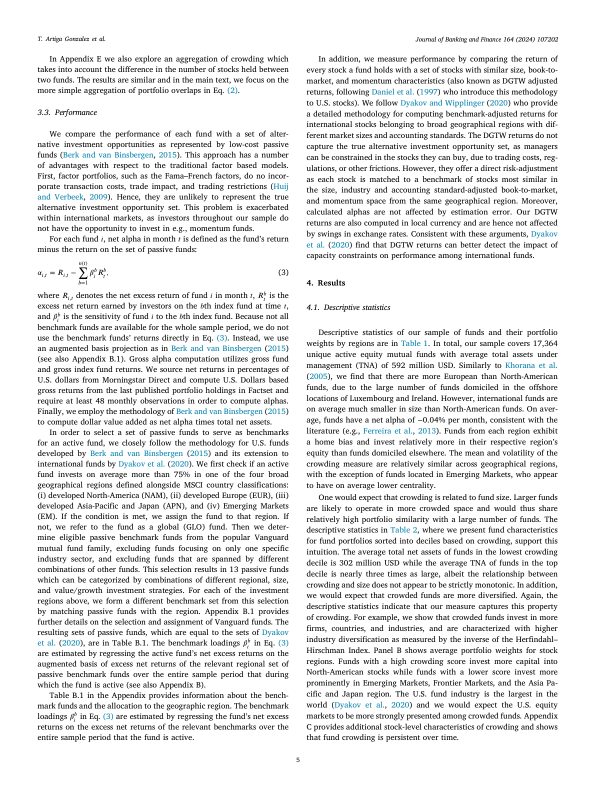 T. Artiga Gonzalez et al.
Journal of Banking and Finance 164 (2024) 107202
In Appendix E we also explore an aggregation of crowding which
takes into account the difference in the number of stocks held between
two funds. The results are similar and in the main text, we focus on the
more simple aggregation of portfolio overlaps in Eq. (2).
3.3. Performance
We compare the performance of each fund with a set of alter-
native investment opportunities as represented by low-cost passive
funds (Berk and van Binsbergen, 2015). This approach has a number
of advantages with respect to the traditional factor based models.
First, factor portfolios, such as the Fama–French factors, do no incor-
porate transaction costs, trade impact, and trading restrictions (Huij
and Verbeek, 2009). Hence, they are unlikely to represent the true
alternative investment opportunity set. This problem is exacerbated
within international markets, as investors throughout our sample do
not have the opportunity to invest in e.g., momentum funds.
For each fund i, net alpha in month t is defined as the fund's return
minus the return on the set of passive funds:
α_{i,t} = R_{i,t} − ∑_{b=1}^{n(t)} β_i^b R_t^b. (3)
where R_{i,t} denotes the net excess return of fund i in month t, R_t^b is the
excess net return earned by investors on the bth index fund at time t,
and β_i^b is the sensitivity of fund i to the bth index fund. Because not all
benchmark funds are available for the whole sample period, we do not
use the benchmark funds' returns directly in Eq. (3). Instead, we use
an augmented basis projection as in Berk and van Binsbergen (2015)
(see also Appendix B.1). Gross alpha computation utilizes gross fund
and gross index fund returns. We source net returns in percentages of
U.S. dollars from Morningstar Direct and compute U.S. Dollars based
gross returns from the last published portfolio holdings in Factset and
require at least 48 monthly observations in order to compute alphas.
Finally, we employ the methodology of Berk and van Binsbergen (2015)
to compute dollar value added as net alpha times total net assets.
In order to select a set of passive funds to serve as benchmarks
for an active fund, we closely follow the methodology for U.S. funds
developed by Berk and van Binsbergen (2015) and its extension to
international funds by Dyakov et al. (2020). We first check if an active
fund invests on average more than 75% in one of the four broad
geographical regions defined alongside MSCI country classifications:
(i) developed North-America (NAM), (ii) developed Europe (EUR), (iii)
developed Asia-Pacific and Japan (APN), and (iv) Emerging Markets
(EM). If the condition is met, we assign the fund to that region. If
not, we refer to the fund as a global (GLO) fund. Then we deter-
mine eligible passive benchmark funds from the popular Vanguard
mutual fund family, excluding funds focusing on only one specific
industry sector, and excluding funds that are spanned by different
combinations of other funds. This selection results in 13 passive funds
which can be categorized by combinations of different regional, size,
and value/growth investment strategies. For each of the investment
regions above, we form a different benchmark set from this selection
by matching passive funds with the region. Appendix B.1 provides
further details on the selection and assignment of Vanguard funds. The
resulting sets of passive funds, which are equal to the sets of Dyakov
et al. (2020), are in Table B.1. The benchmark loadings β_i^b in Eq. (3)
are estimated by regressing the active fund's net excess returns on the
augmented basis of excess net returns of the relevant regional set of
passive benchmark funds over the entire sample period that during
which the fund is active (see also Appendix B).
Table B.1 in the Appendix provides information about the bench-
mark funds and the allocation to the geographic region. The benchmark
loadings β_i^b in Eq. (3) are estimated by regressing the fund's net excess
returns on the excess net returns of the relevant benchmarks over the
entire sample period that the fund is active.
In addition, we measure performance by comparing the return of
every stock a fund holds with a set of stocks with similar size, book-to-
market, and momentum characteristics (also known as DGTW adjusted
returns, following Daniel et al. (1997) who introduce this methodology
to U.S. stocks). We follow Dyakov and Wipplinger (2020) who provide
a detailed methodology for computing benchmark-adjusted returns for
international stocks belonging to broad geographical regions with dif-
ferent market sizes and accounting standards. The DGTW returns do not
capture the true alternative investment opportunity set, as managers
can be constrained in the stocks they can buy, due to trading costs, reg-
ulations, or other frictions. However, they offer a direct risk-adjustment
as each stock is matched to a benchmark of stocks most similar in
the size, industry and accounting standard-adjusted book-to-market,
and momentum space from the same geographical region. Moreover,
calculated alphas are not affected by estimation error. Our DGTW
returns are also computed in local currency and are hence not affected
by swings in exchange rates. Consistent with these arguments, Dyakov
et al. (2020) find that DGTW returns can better detect the impact of
capacity constraints on performance among international funds.
4. Results
4.1. Descriptive statistics
Descriptive statistics of our sample of funds and their portfolio
weights by regions are in Table 1. In total, our sample covers 17,364
unique active equity mutual funds with average total assets under
management (TNA) of 592 million USD. Similarly to Khorana et al.
(2005), we find that there are more European than North-American
funds, due to the large number of funds domiciled in the offshore
locations of Luxembourg and Ireland. However, international funds are
on average much smaller in size than North-American funds. On aver-
age, funds have a net alpha of −0.04% per month, consistent with the
literature (e.g., Ferreira et al., 2013). Funds from each region exhibit
a home bias and invest relatively more in their respective region's
equity than funds domiciled elsewhere. The mean and volatility of the
crowding measure are relatively similar across geographical regions,
with the exception of funds located in Emerging Markets, who appear
to have on average lower centrality.
One would expect that crowding is related to fund size. Larger funds
are likely to operate in more crowded space and would thus share
relatively high portfolio similarity with a large number of funds. The
descriptive statistics in Table 2, where we present fund characteristics
for fund portfolios sorted into deciles based on crowding, support this
intuition. The average total net assets of funds in the lowest crowding
decile is 302 million USD while the average TNA of funds in the top
decile is nearly three times as large, albeit the relationship between
crowding and size does not appear to be strictly monotonic. In addition,
we would expect that crowded funds are more diversified. Again, the
descriptive statistics indicate that our measure captures this property
of crowding. For example, we show that crowded funds invest in more
firms, countries, and industries, and are characterized with higher
industry diversification as measured by the inverse of the Herfindahl–
Hirschman Index. Panel B shows average portfolio weights for stock
regions. Funds with a high crowding score invest more capital into
North-American stocks while funds with a lower score invest more
prominently in Emerging Markets, Frontier Markets, and the Asia Pa-
cific and Japan region. The U.S. fund industry is the largest in the
world (Dyakov et al., 2020) and we would expect the U.S. equity
markets to be more strongly presented among crowded funds. Appendix
C provides additional stock-level characteristics of crowding and shows
that fund crowding is persistent over time.
5